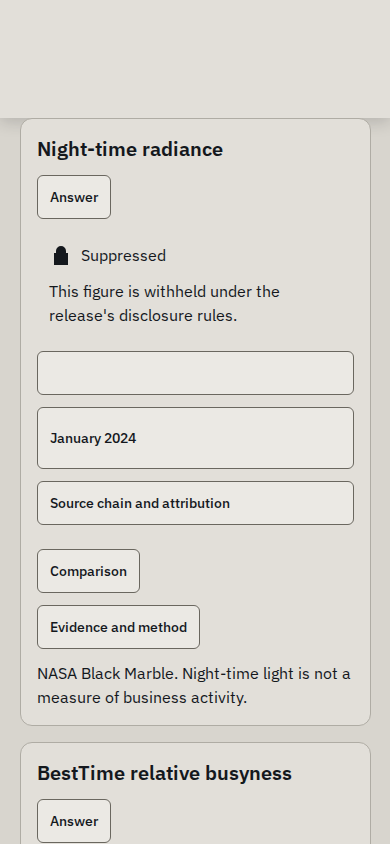 Night-time radiance
Answer
Suppressed
This figure is withheld under the
release's disclosure rules.
January 2024
Source chain and attribution
Comparison
Evidence and method
NASA Black Marble. Night-time light is not a
measure of business activity.
BestTime relative busyness
Answer